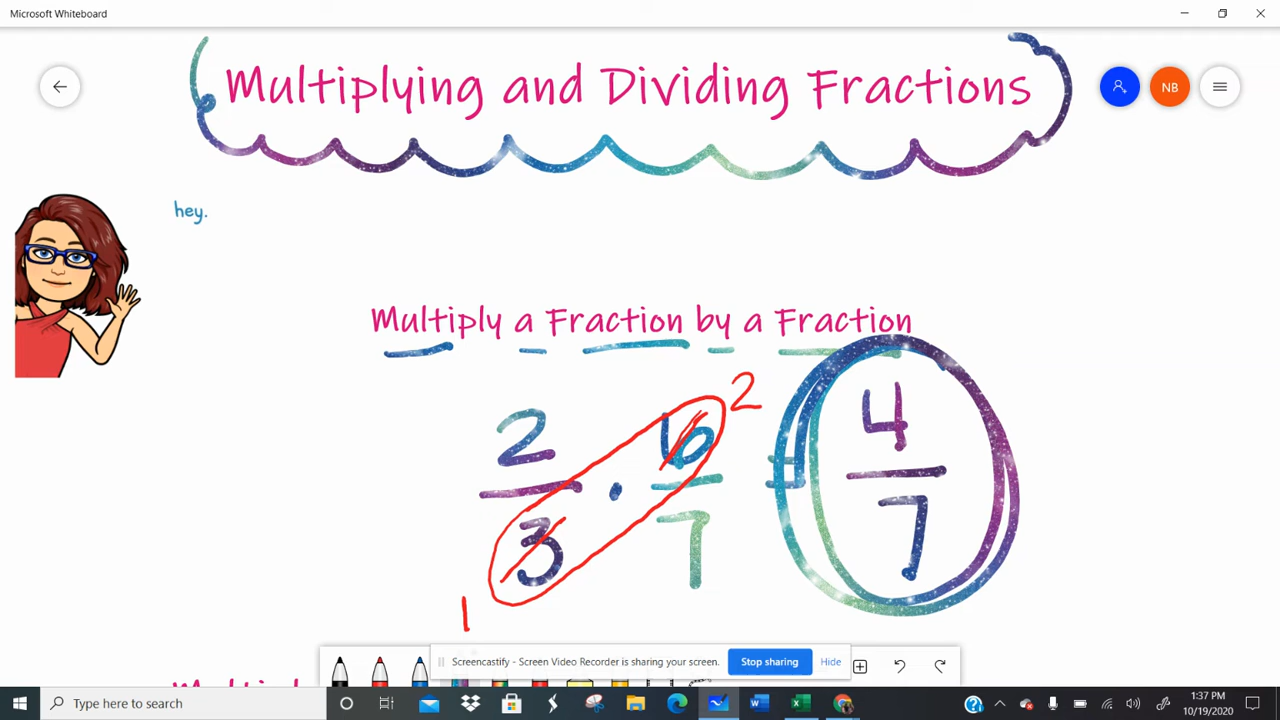 Microsoft Whiteboard
Multiplying and Dividing Fractions
NB
hey.
Multiply a Fraction by a Fraction
2
2 6 4
· =
3 7 7
1
Screencastify - Screen Video Recorder is sharing your screen.
Stop sharing
Hide
Type here to search
1:37 PM
10/19/2020